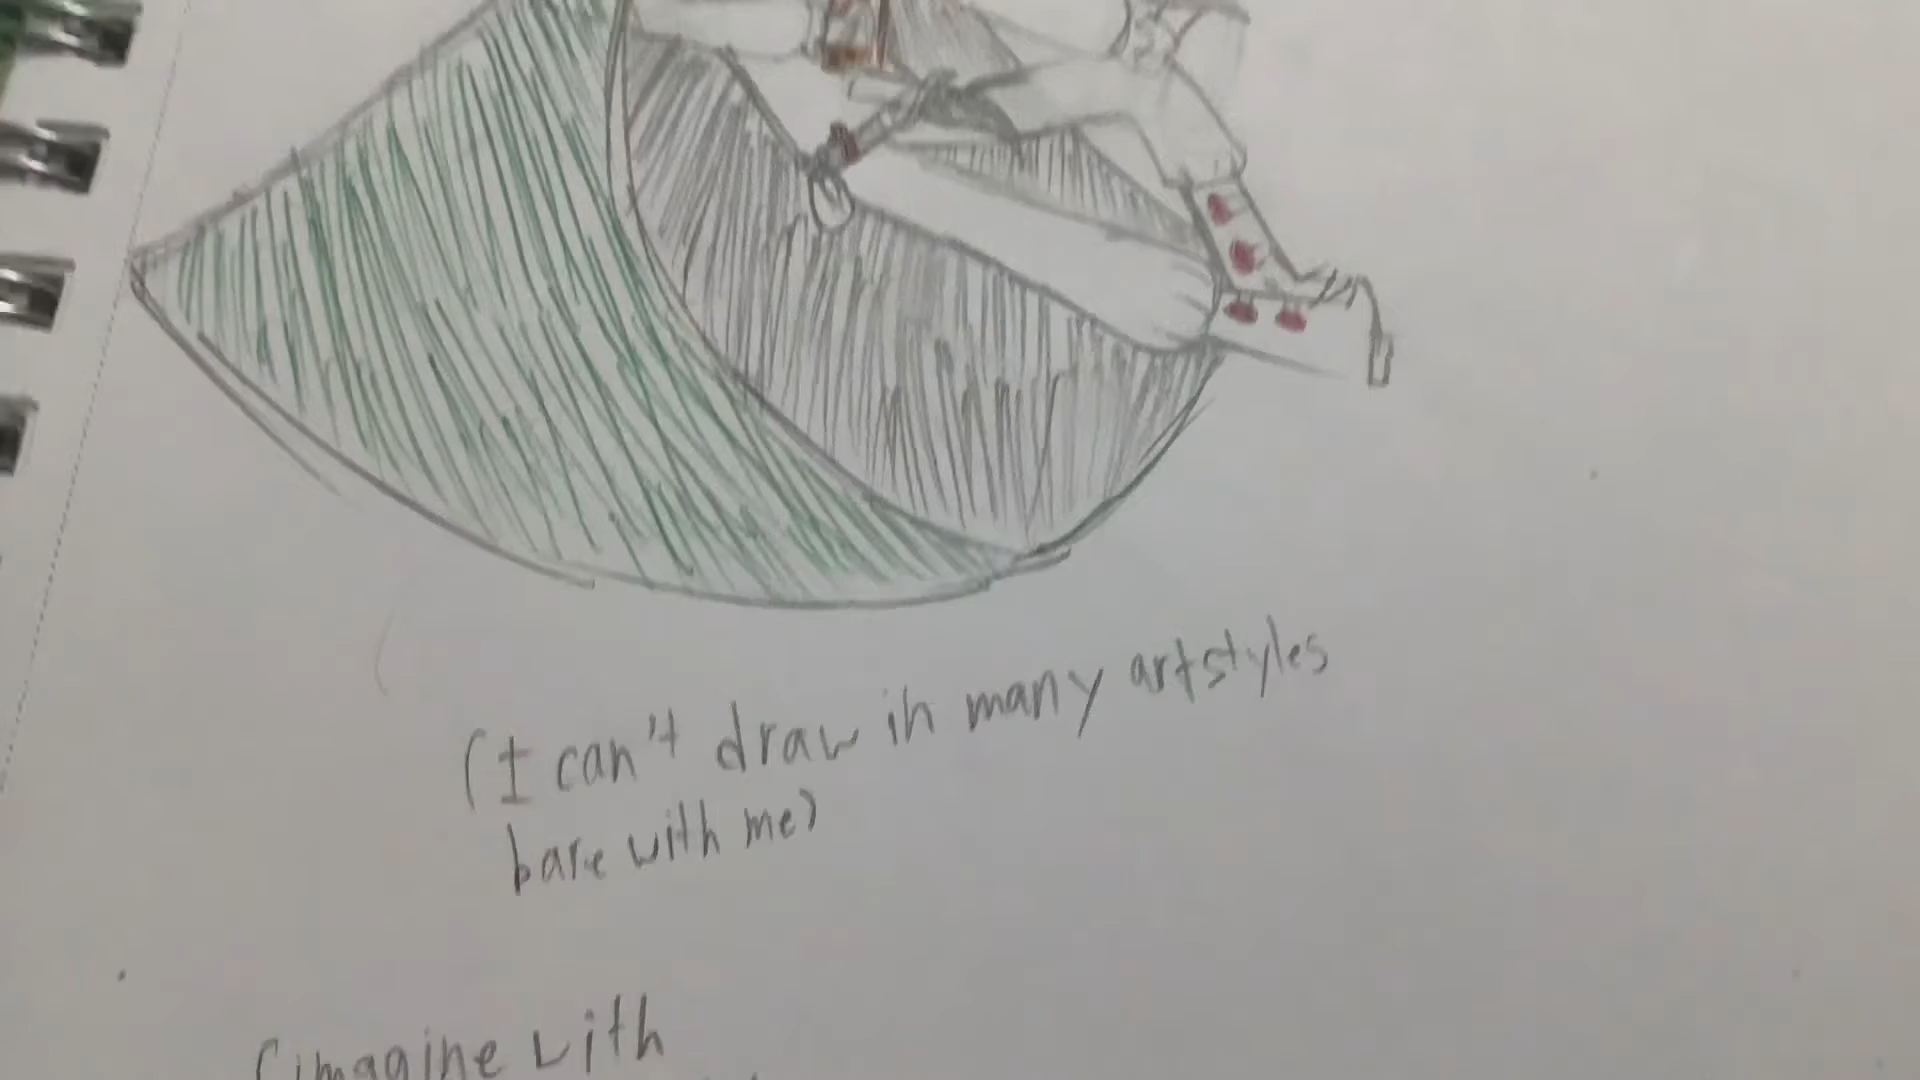 (I can't draw in many artstyles
bare with me)
(imagine with